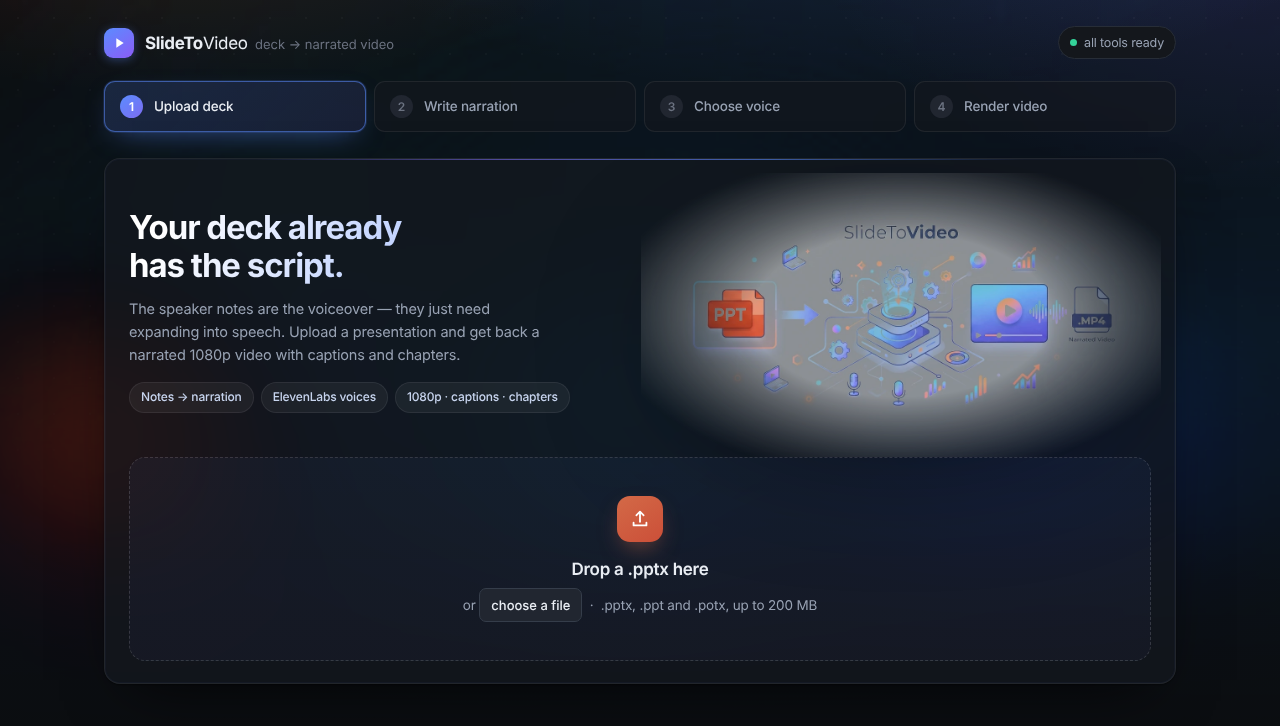 SlideToVideo deck → narrated video
all tools ready
1 Upload deck
2 Write narration
3 Choose voice
4 Render video
Your deck already
has the script.
The speaker notes are the voiceover — they just need
expanding into speech. Upload a presentation and get back a
narrated 1080p video with captions and chapters.
Notes → narration
ElevenLabs voices
1080p · captions · chapters
SlideToVideo
PPT
.MP4
Narrated Video
Drop a .pptx here
or choose a file · .pptx, .ppt and .potx, up to 200 MB